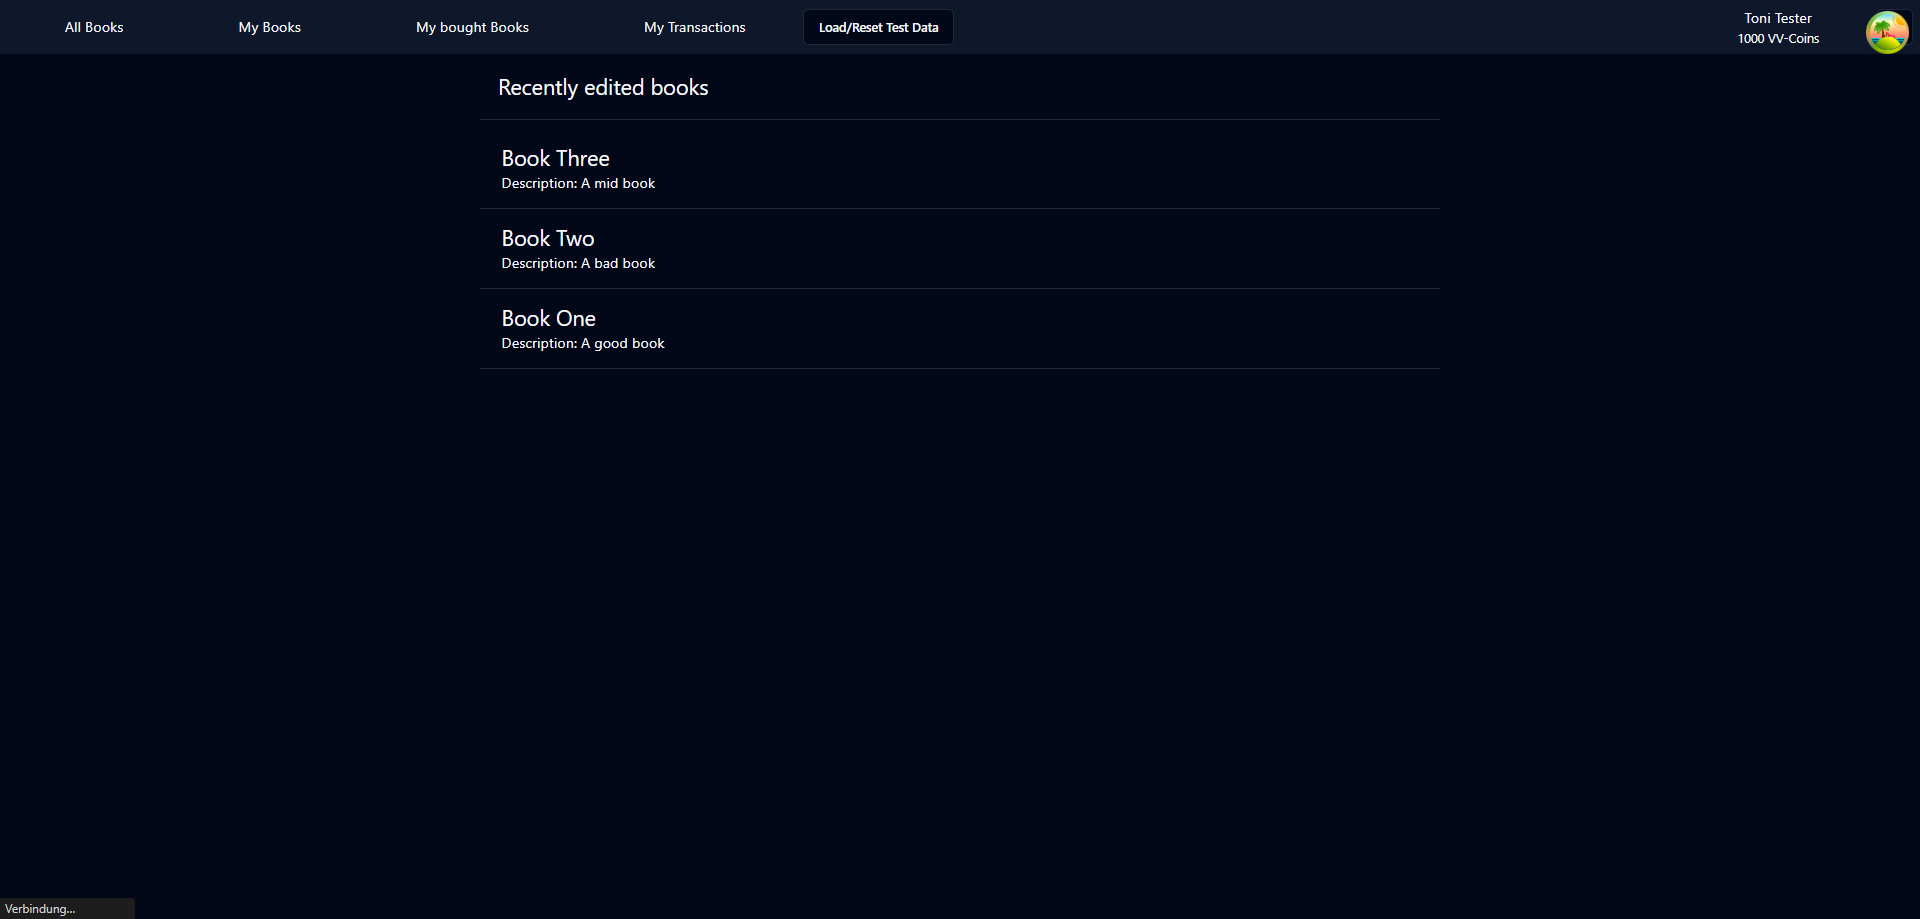 All Books
My Books
My bought Books
My Transactions
Load/Reset Test Data
Toni Tester
1000 VV-Coins
Recently edited books
Book Three
Description: A mid book
Book Two
Description: A bad book
Book One
Description: A good book
Verbindung...